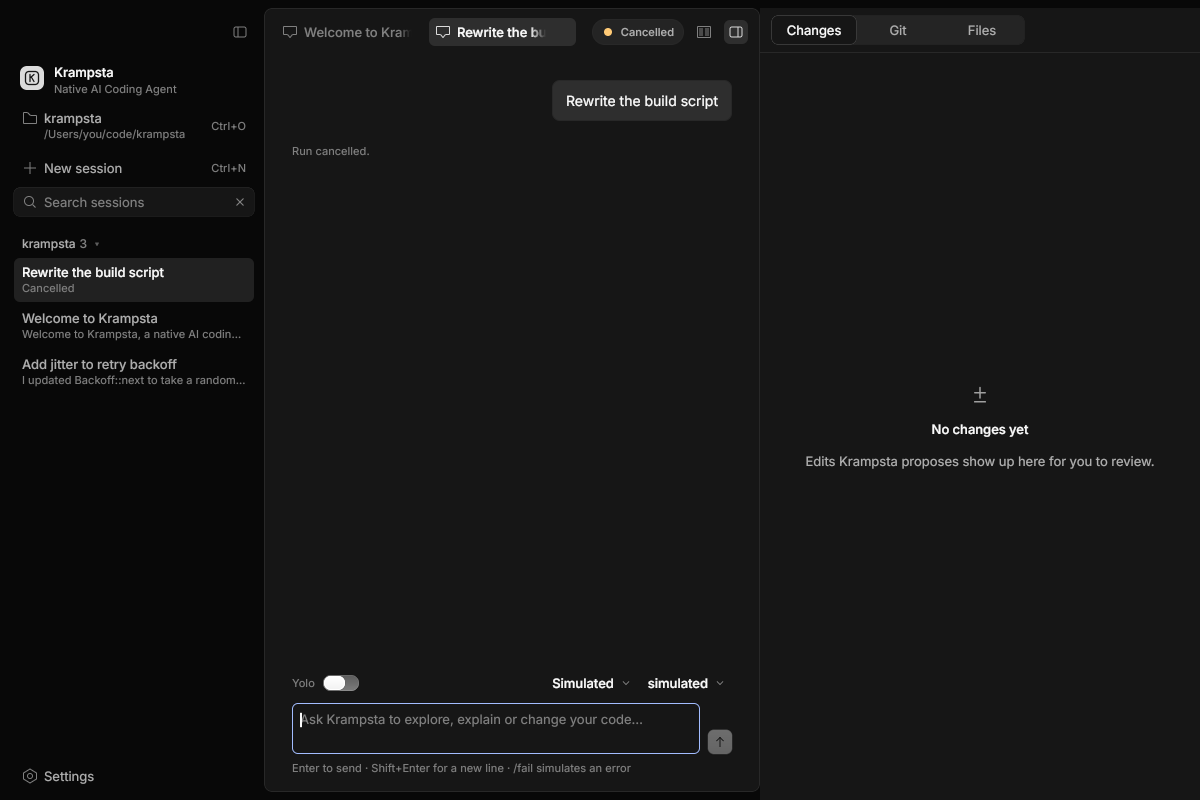 Krampsta
Native AI Coding Agent
krampsta
/Users/you/code/krampsta
Ctrl+O
New session
Ctrl+N
Search sessions
krampsta 3
Rewrite the build script
Cancelled
Welcome to Krampsta
Welcome to Krampsta, a native AI codin...
Add jitter to retry backoff
I updated Backoff::next to take a random...
Settings
Welcome to Kram
Rewrite the bu
Cancelled
Rewrite the build script
Run cancelled.
Yolo
Simulated
simulated
Ask Krampsta to explore, explain or change your code...
Enter to send · Shift+Enter for a new line · /fail simulates an error
Changes
Git
Files
No changes yet
Edits Krampsta proposes show up here for you to review.